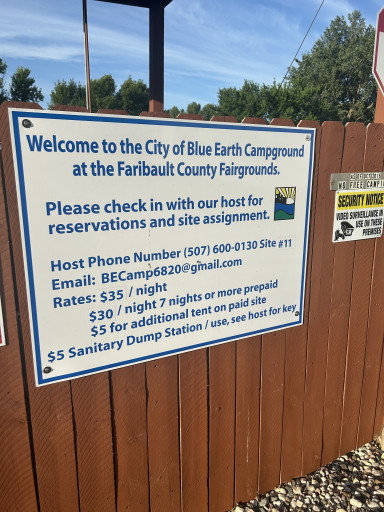 Welcome to the City of Blue Earth Campground
at the Faribault County Fairgrounds.
Please check in with our host for
reservations and site assignment.
Host Phone Number (507) 600-0130 Site #11
Email: BECamp6820@gmail.com
Rates: $35 / night
$30 / night 7 nights or more prepaid
$5 for additional tent on paid site
$5 Sanitary Dump Station / use, see host for key
NO FREE CAMPING
SECURITY NOTICE
VIDEO SURVEILLANCE IN
USE ON THESE
PREMISES